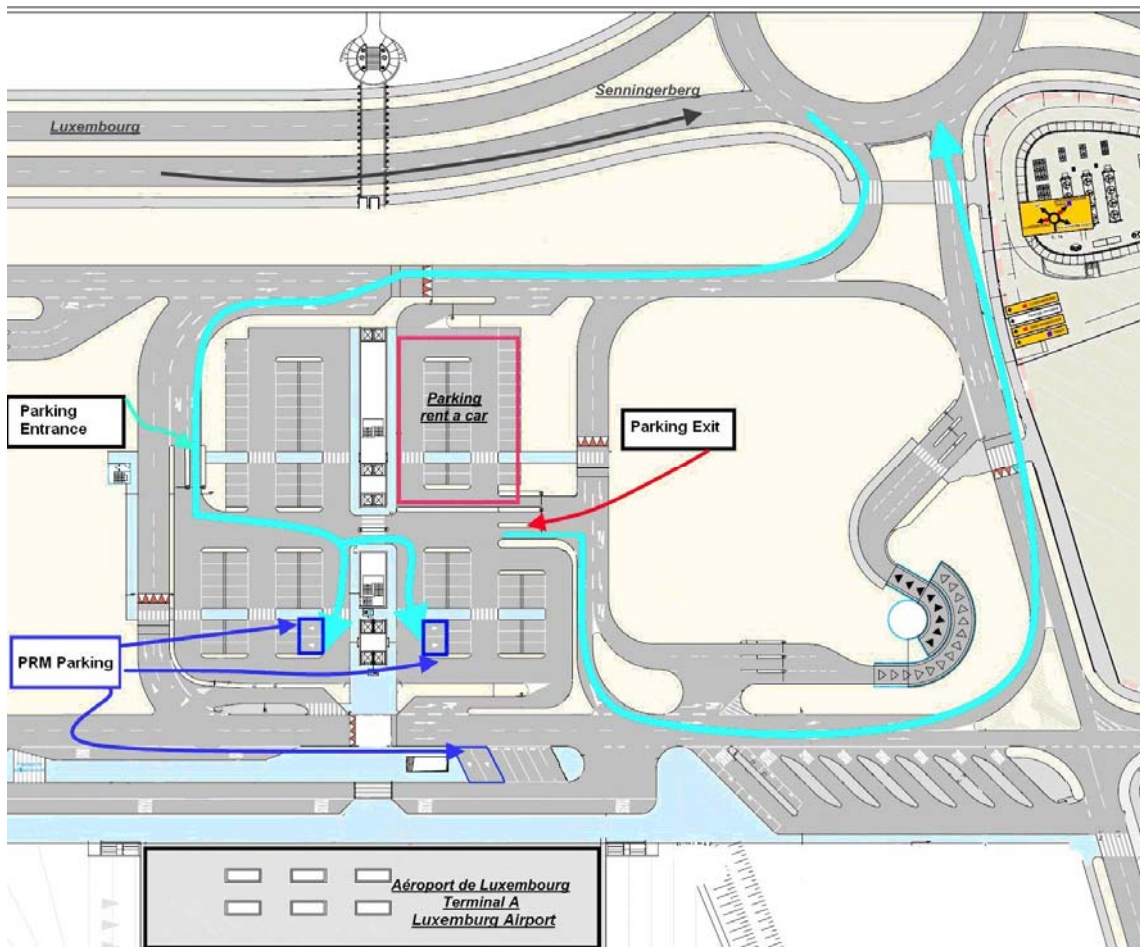 Senningerberg
Luxembourg
Parking
rent a car
Parking
Entrance
Parking Exit
PRM Parking
Aéroport de Luxembourg
Terminal A
Luxemburg Airport